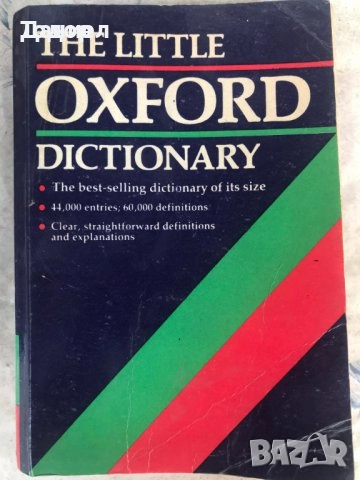 THE LITTLE
OXFORD
DICTIONARY
• The best-selling dictionary of its size
• 44,000 entries; 60,000 definitions
• Clear, straightforward definitions
and explanations
BAZAR